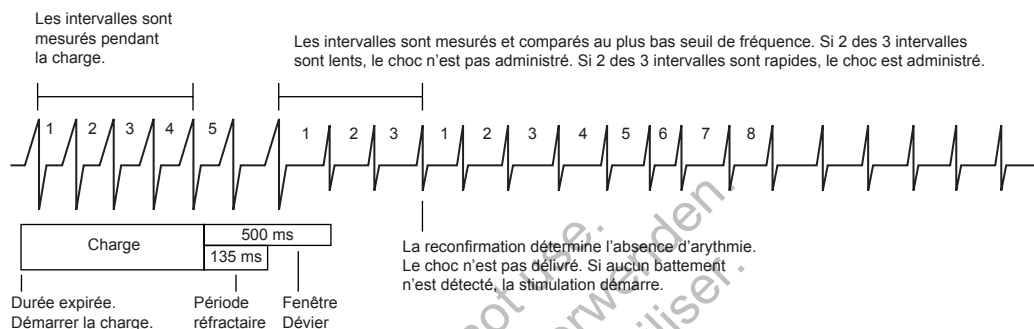 Les intervalles sont
mesurés pendant
la charge.
Les intervalles sont mesurés et comparés au plus bas seuil de fréquence. Si 2 des 3 intervalles
sont lents, le choc n'est pas administré. Si 2 des 3 intervalles sont rapides, le choc est administré.
1 2 3 4 5 1 2 3 1 2 3 4 5 6 7 8
Charge
500 ms
135 ms
La reconfirmation détermine l'absence d'arythmie.
Le choc n'est pas délivré. Si aucun battement
n'est détecté, la stimulation démarre.
Durée expirée.
Démarrer la charge.
Période
réfractaire
Fenêtre
Dévier
not use.
verwenden.
iliser.